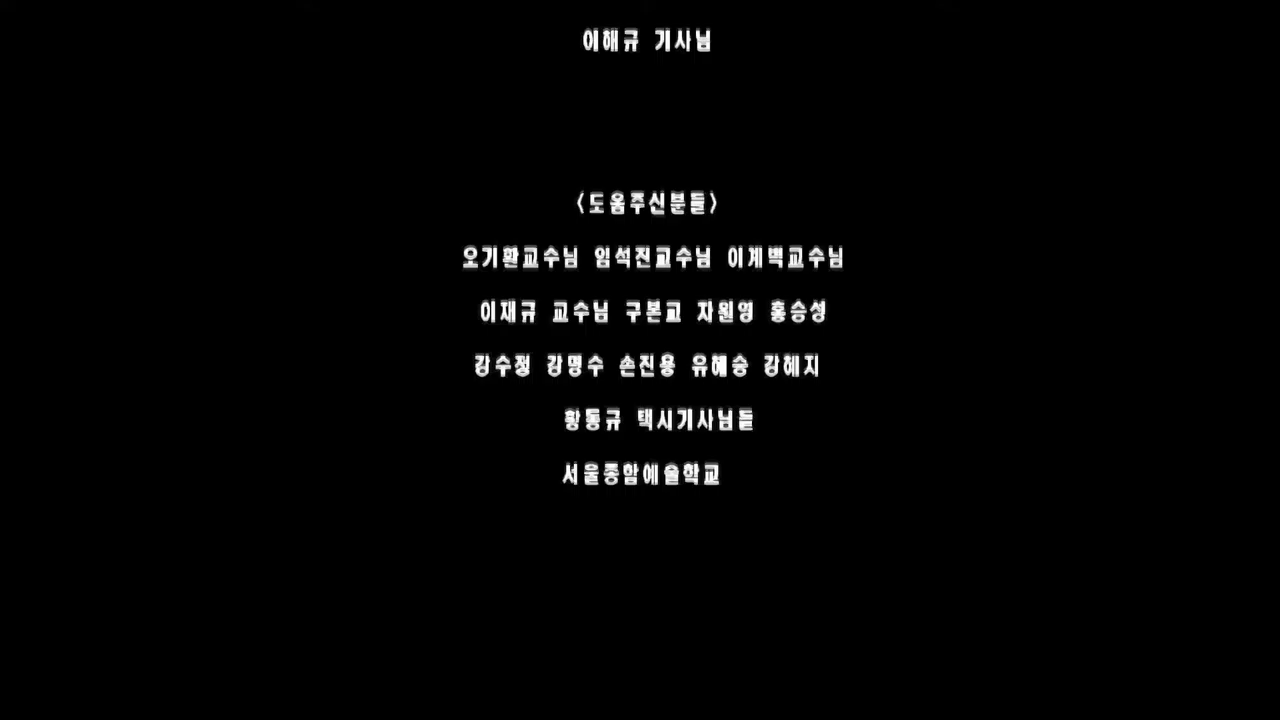 이해규 기사님
<도움주신분들>
오기환교수님 임석진교수님 이계벽교수님
이재규 교수님 구본교 차원영 홍승성
강수정 강명수 손진용 유혜승 강혜지
황동규 택시기사님들
서울종합예술학교